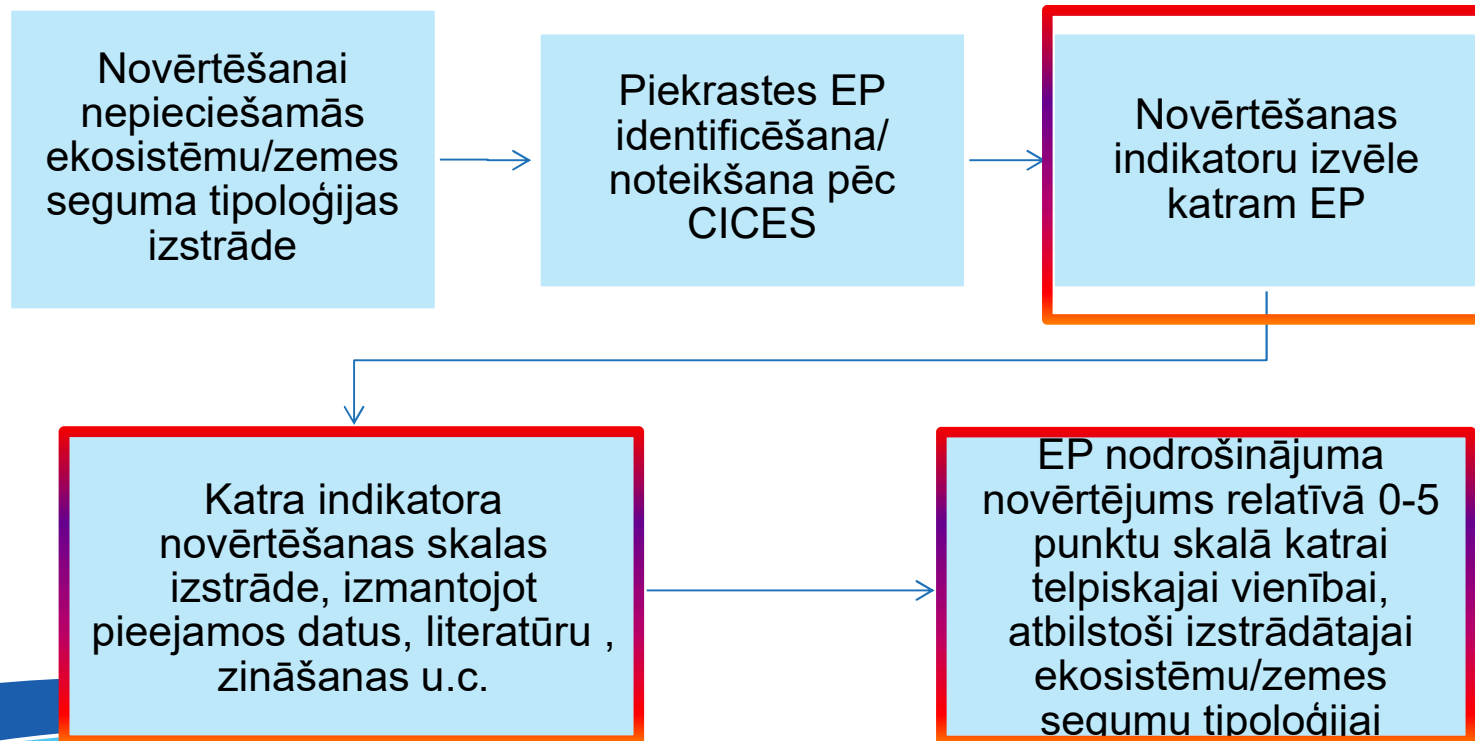 Novērtēšanai
nepieciešamās
ekosistēmu/zemes
seguma tipoloģijas
izstrāde
Piekrastes EP
identificēšana/
noteikšana pēc
CICES
Novērtēšanas
indikatoru izvēle
katram EP
Katra indikatora
novērtēšanas skalas
izstrāde, izmantojot
pieejamos datus, literatūru ,
zināšanas u.c.
EP nodrošinājuma
novērtējums relatīvā 0-5
punktu skalā katrai
telpiskajai vienībai,
atbilstoši izstrādātajai
ekosistēmu/zemes
segumu tipoloģijai